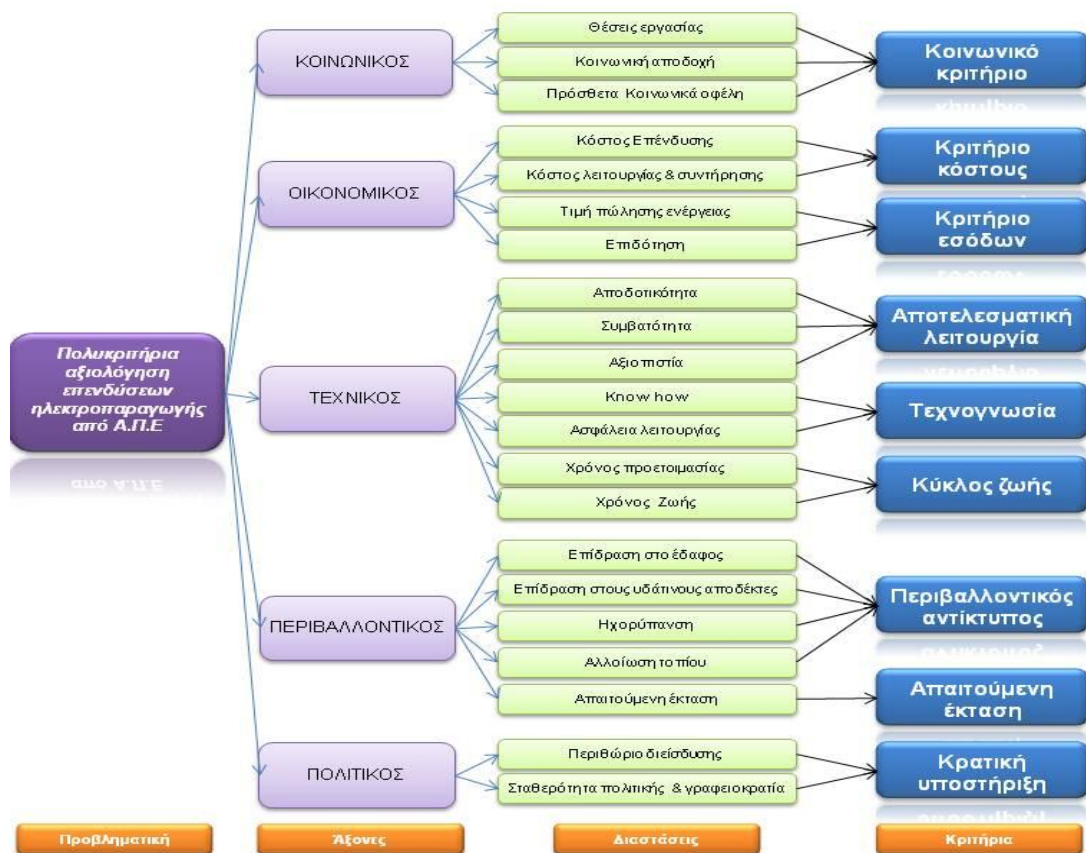 Πολυκριτήρια
αξιολόγηση
επενδύσεων
ηλεκτροπαραγωγής
από Α.Π.Ε
ΚΟΙΝΩΝΙΚΟΣ
ΟΙΚΟΝΟΜΙΚΟΣ
ΤΕΧΝΙΚΟΣ
ΠΕΡΙΒΑΛΛΟΝΤΙΚΟΣ
ΠΟΛΙΤΙΚΟΣ
Θέσεις εργασίας
Κοινωνική αποδοχή
Πρόσθετα Κοινωνικά οφέλη
Κόστος Επένδυσης
Κόστος λειτουργίας & συντήρησης
Τιμή πώλησης ενέργειας
Επιδότηση
Αποδοτικότητα
Συμβατότητα
Αξιοπιστία
Know how
Ασφάλεια λειτουργίας
Χρόνος προετοιμασίας
Χρόνος Ζωής
Επίδραση στο έδαφος
Επίδραση στους υδάτινους αποδέκτες
Ηχορύπανση
Αλλοίωση τοπίου
Απαιτούμενη έκταση
Περιθώριο διείσδυσης
Σταθερότητα πολιτικής & γραφειοκρατία
Κοινωνικό
κριτήριο
Κριτήριο
κόστους
Κριτήριο
εσόδων
Αποτελεσματική
λειτουργία
Τεχνογνωσία
Κύκλος ζωής
Περιβαλλοντικός
αντίκτυπος
Απαιτούμενη
έκταση
Κρατική
υποστήριξη
Προβληματική
Άξονες
Διαστάσεις
Κριτήρια